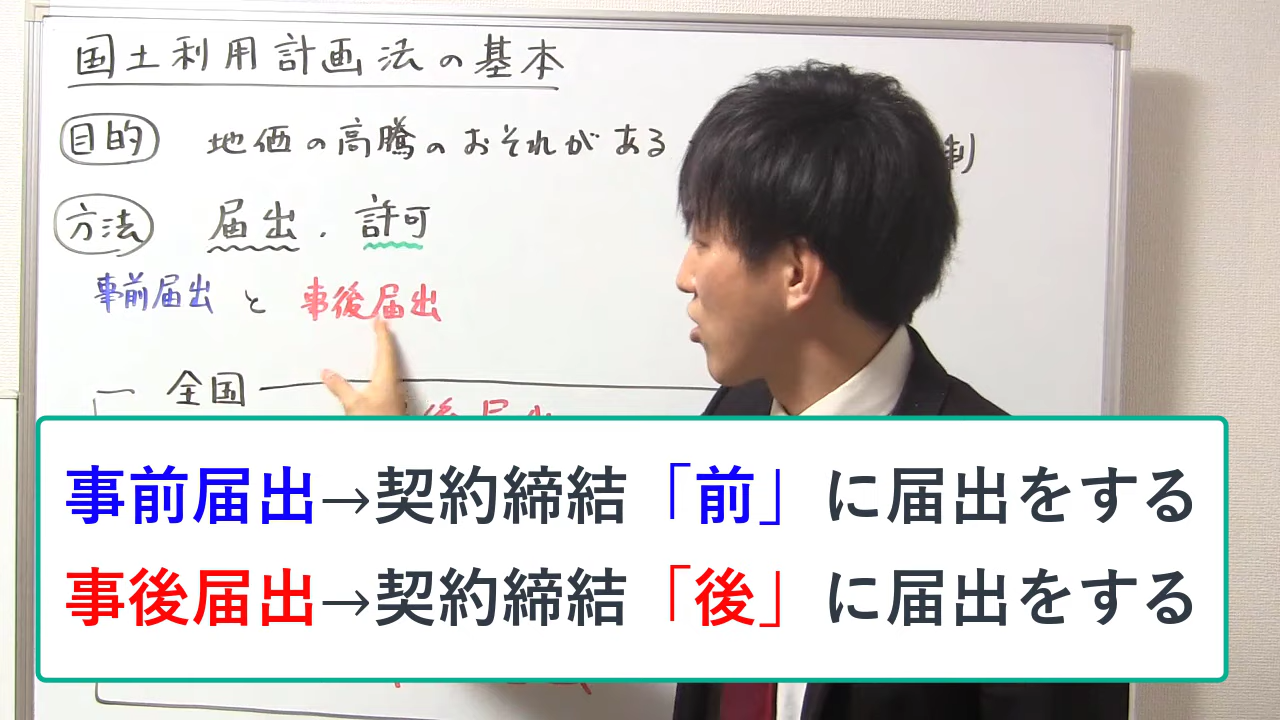 国土利用計画法の基本
目的 地価の高騰のおそれがある 制
方法 届出 . 許可
事前届出 と 事後届出
全国
後届出
事前届出→契約締結「前」に届出をする
事後届出→契約締結「後」に届出をする